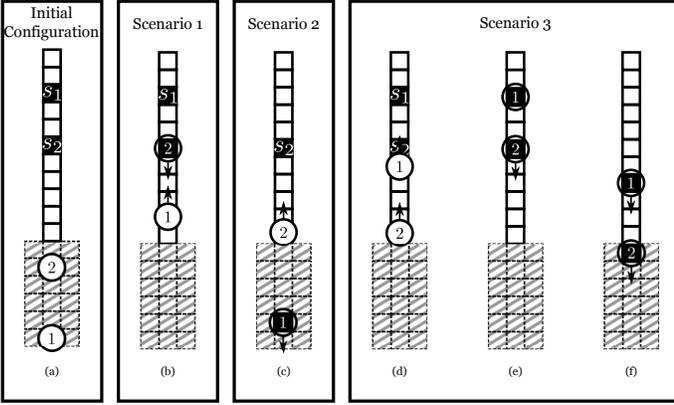 Initial
Configuration
Scenario 1
Scenario 2
Scenario 3
s1
s1
s1
1
s2
2
s2
s2
2
1
1
1
2
2
2
2
1
1
(a)
(b)
(c)
(d)
(e)
(f)